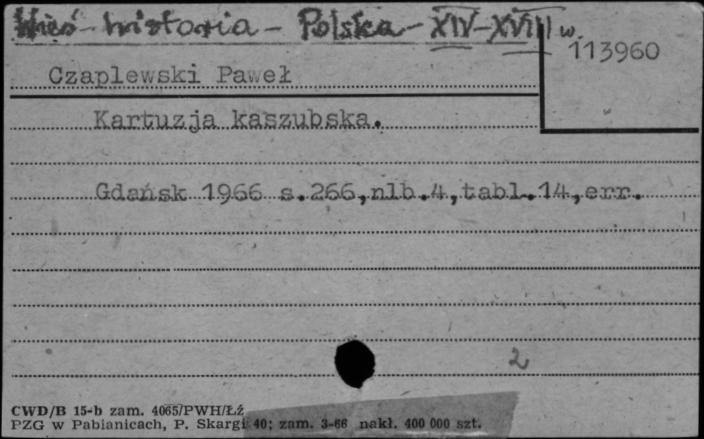 Wieś - historia - Polska - XIV-XVIII w.
113960
Czaplewski Paweł
Kartuzja kaszubska.
Gdańsk 1966 s.266,nlb.4,tabl.14,err.
2
CWD/B 15-b zam. 4065/PWH/Łź
PZG w Pabianicach, P. Skargi 40; zam. 3-66 nakł. 400 000 szt.